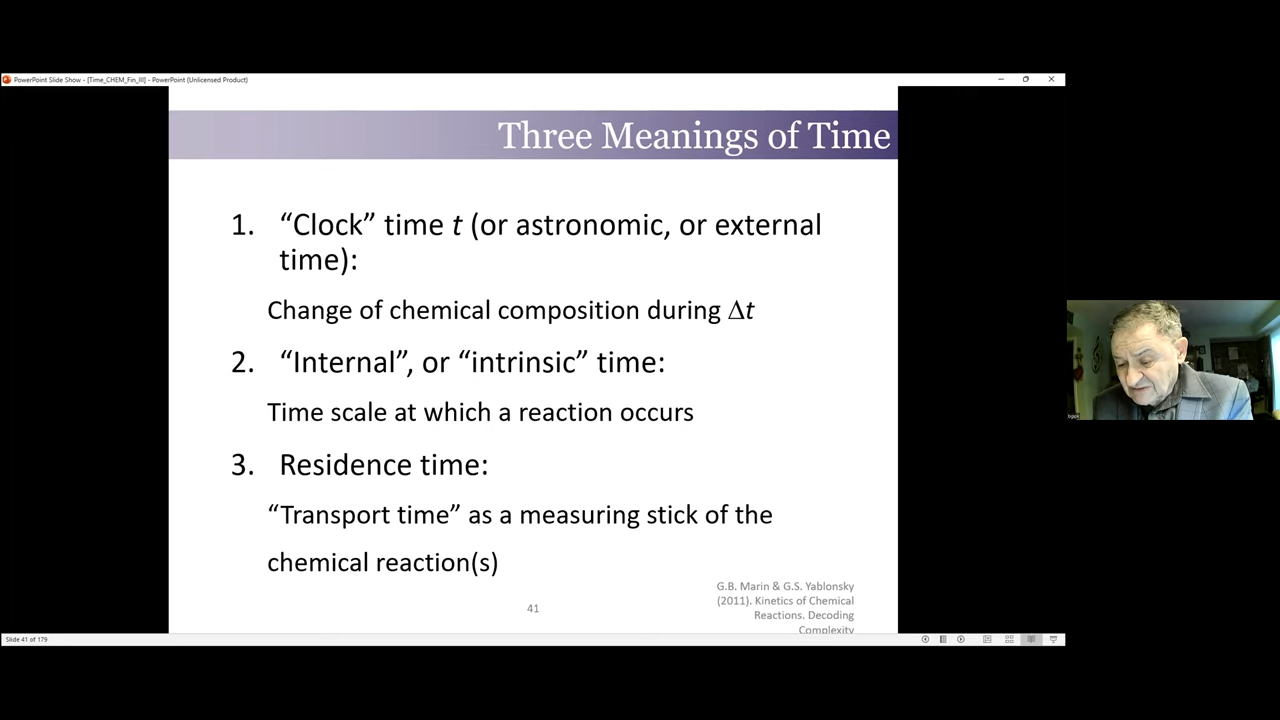 PowerPoint Slide Show - [Time_CHEM_Fin_III] - PowerPoint (Unlicensed Product)
Three Meanings of Time
1. “Clock” time t (or astronomic, or external
time):
Change of chemical composition during Δt
2. “Internal”, or “intrinsic” time:
Time scale at which a reaction occurs
3. Residence time:
“Transport time” as a measuring stick of the
chemical reaction(s)
G.B. Marin & G.S. Yablonsky
(2011). Kinetics of Chemical
Reactions. Decoding
Complexity
41
Slide 41 of 179